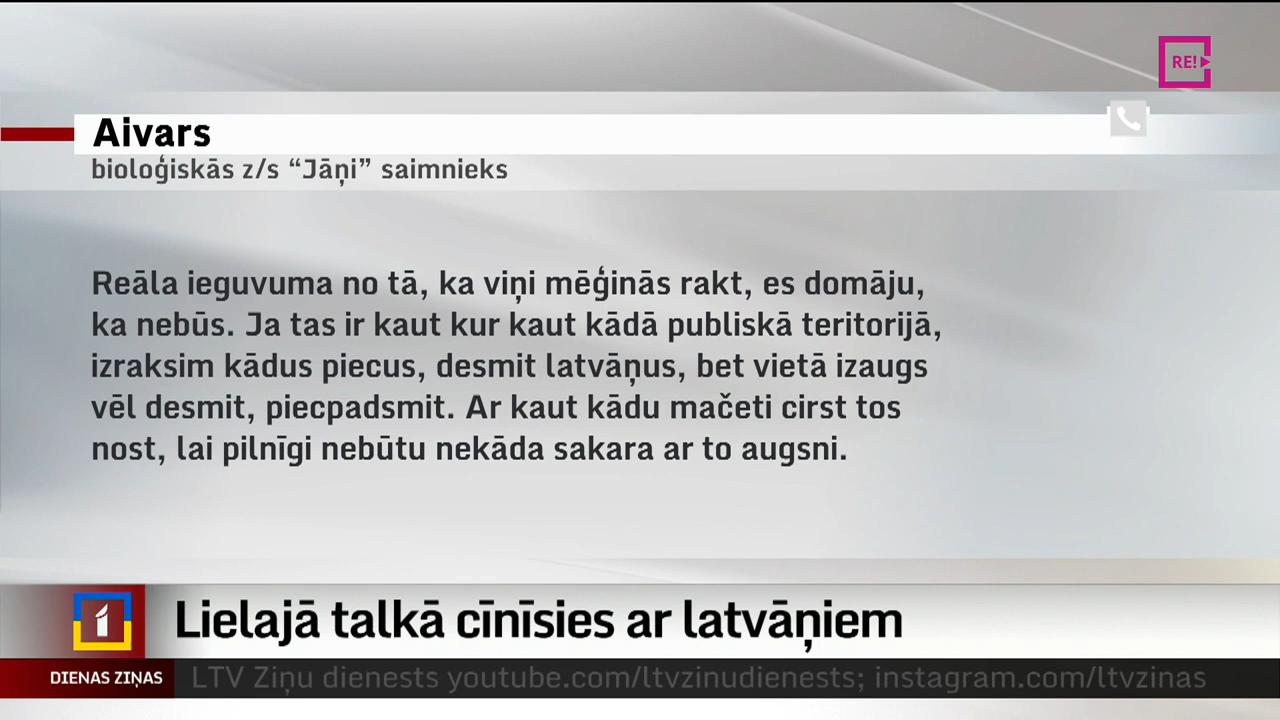 RE!
Aivars
bioloģiskās z/s “Jāņi” saimnieks
Reāla ieguvuma no tā, ka viņi mēģinās rakt, es domāju,
ka nebūs. Ja tas ir kaut kur kaut kādā publiskā teritorijā,
izraksim kādus piecus, desmit latvāņus, bet vietā izaugs
vēl desmit, piecpadsmit. Ar kaut kādu mačeti cirst tos
nost, lai pilnīgi nebūtu nekāda sakara ar to augsni.
1 Lielajā talkā cīnīsies ar latvāņiem
DIENAS ZIŅAS LTV Ziņu dienests youtube.com/ltvzinudienests; instagram.com/ltvzinas